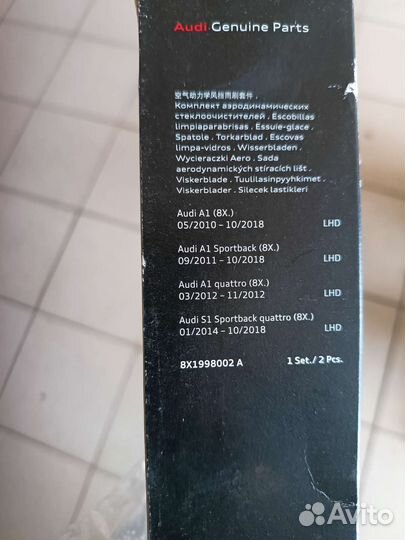 Audi Genuine Parts
空气动力学风挡雨刷套件.
Комплект аэродинамических
стеклоочистителей . Escobillas
limpiaparabrisas . Essuie-glace .
Spatole . Torkarblad . Escovas
limpa-vidros . Wisserbladen .
Wycieraczki Aero . Sada
aerodynamických stíracích lišt .
Viskerblade . Tuulilasinpyyhkimet .
Viskerblader . Silecek lastikleri
Audi A1 (8X.)
05/2010 – 10/2018 LHD
Audi A1 Sportback (8X.)
09/2011 – 10/2018 LHD
Audi A1 quattro (8X.)
03/2012 – 11/2012 LHD
Audi S1 Sportback quattro (8X.)
01/2014 – 10/2018 LHD
8X1998002 A 1 Set./ 2 Pcs.
Avito